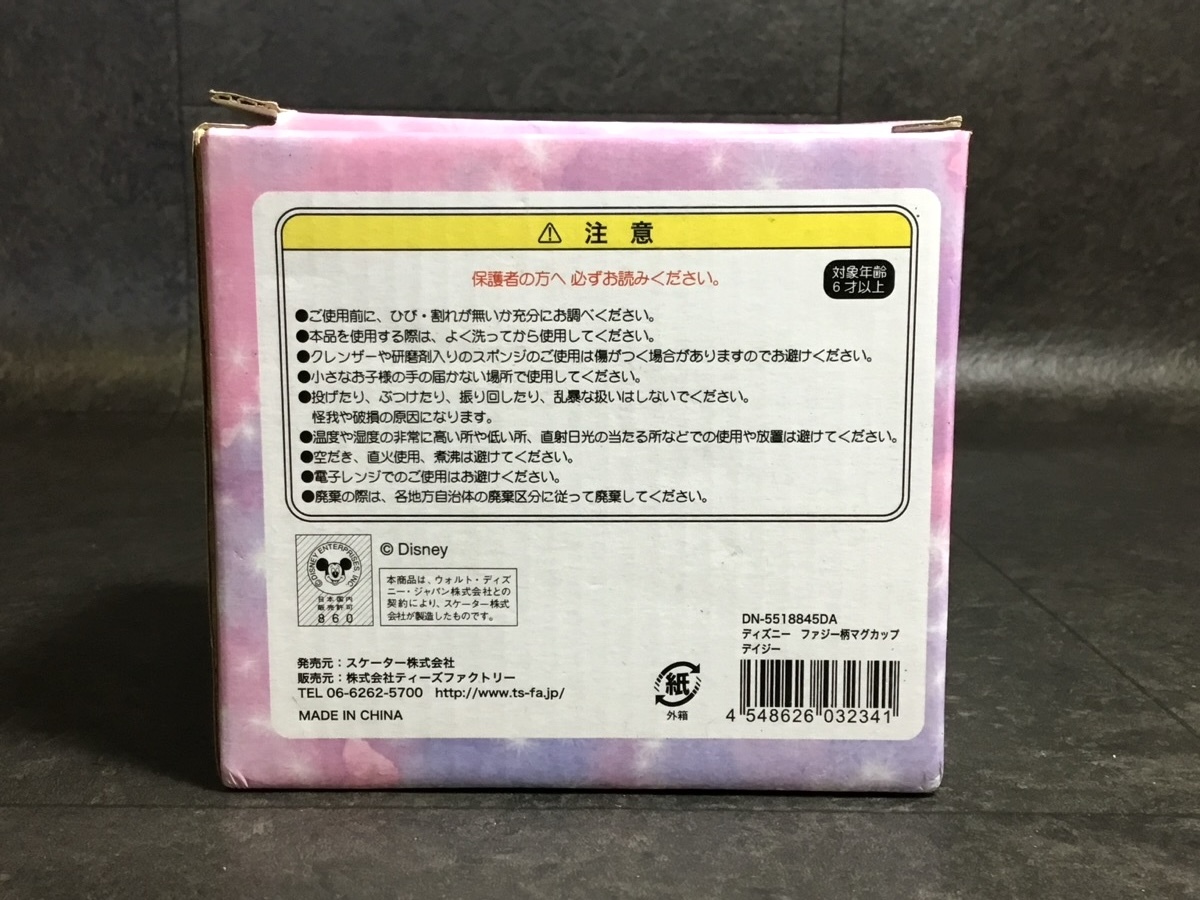 ⚠ 注 意
保護者の方へ 必ずお読みください。
対象年齢
6才以上
●ご使用前に、ひび・割れが無いか充分にお調べください。
●本品を使用する際は、よく洗ってから使用してください。
●クレンザーや研磨剤入りのスポンジのご使用は傷がつく場合がありますのでお避けください。
●小さなお子様の手の届かない場所で使用してください。
●投げたり、ぶつけたり、振り回したり、乱暴な扱いはしないでください。
怪我や破損の原因になります。
●温度や湿度の非常に高い所や低い所、直射日光の当たる所などでの使用や放置は避けてください。
●空だき、直火使用、煮沸は避けてください。
●電子レンジでのご使用はお避けください。
●廃棄の際は、各地方自治体の廃棄区分に従って廃棄してください。
©DISNEY ENTERPRISES, INC.
日本国内
販売許可
860
© Disney
本商品は、ウォルト・ディズ
ニー・ジャパン株式会社との
契約により、スケーター株式
会社が製造したものです。
発売元：スケーター株式会社
販売元：株式会社ティーズファクトリー
TEL 06-6262-5700 http://www.ts-fa.jp/
MADE IN CHINA
紙
外箱
DN-5518845DA
ディズニー ファジー柄マグカップ
デイジー
4 548626 032341